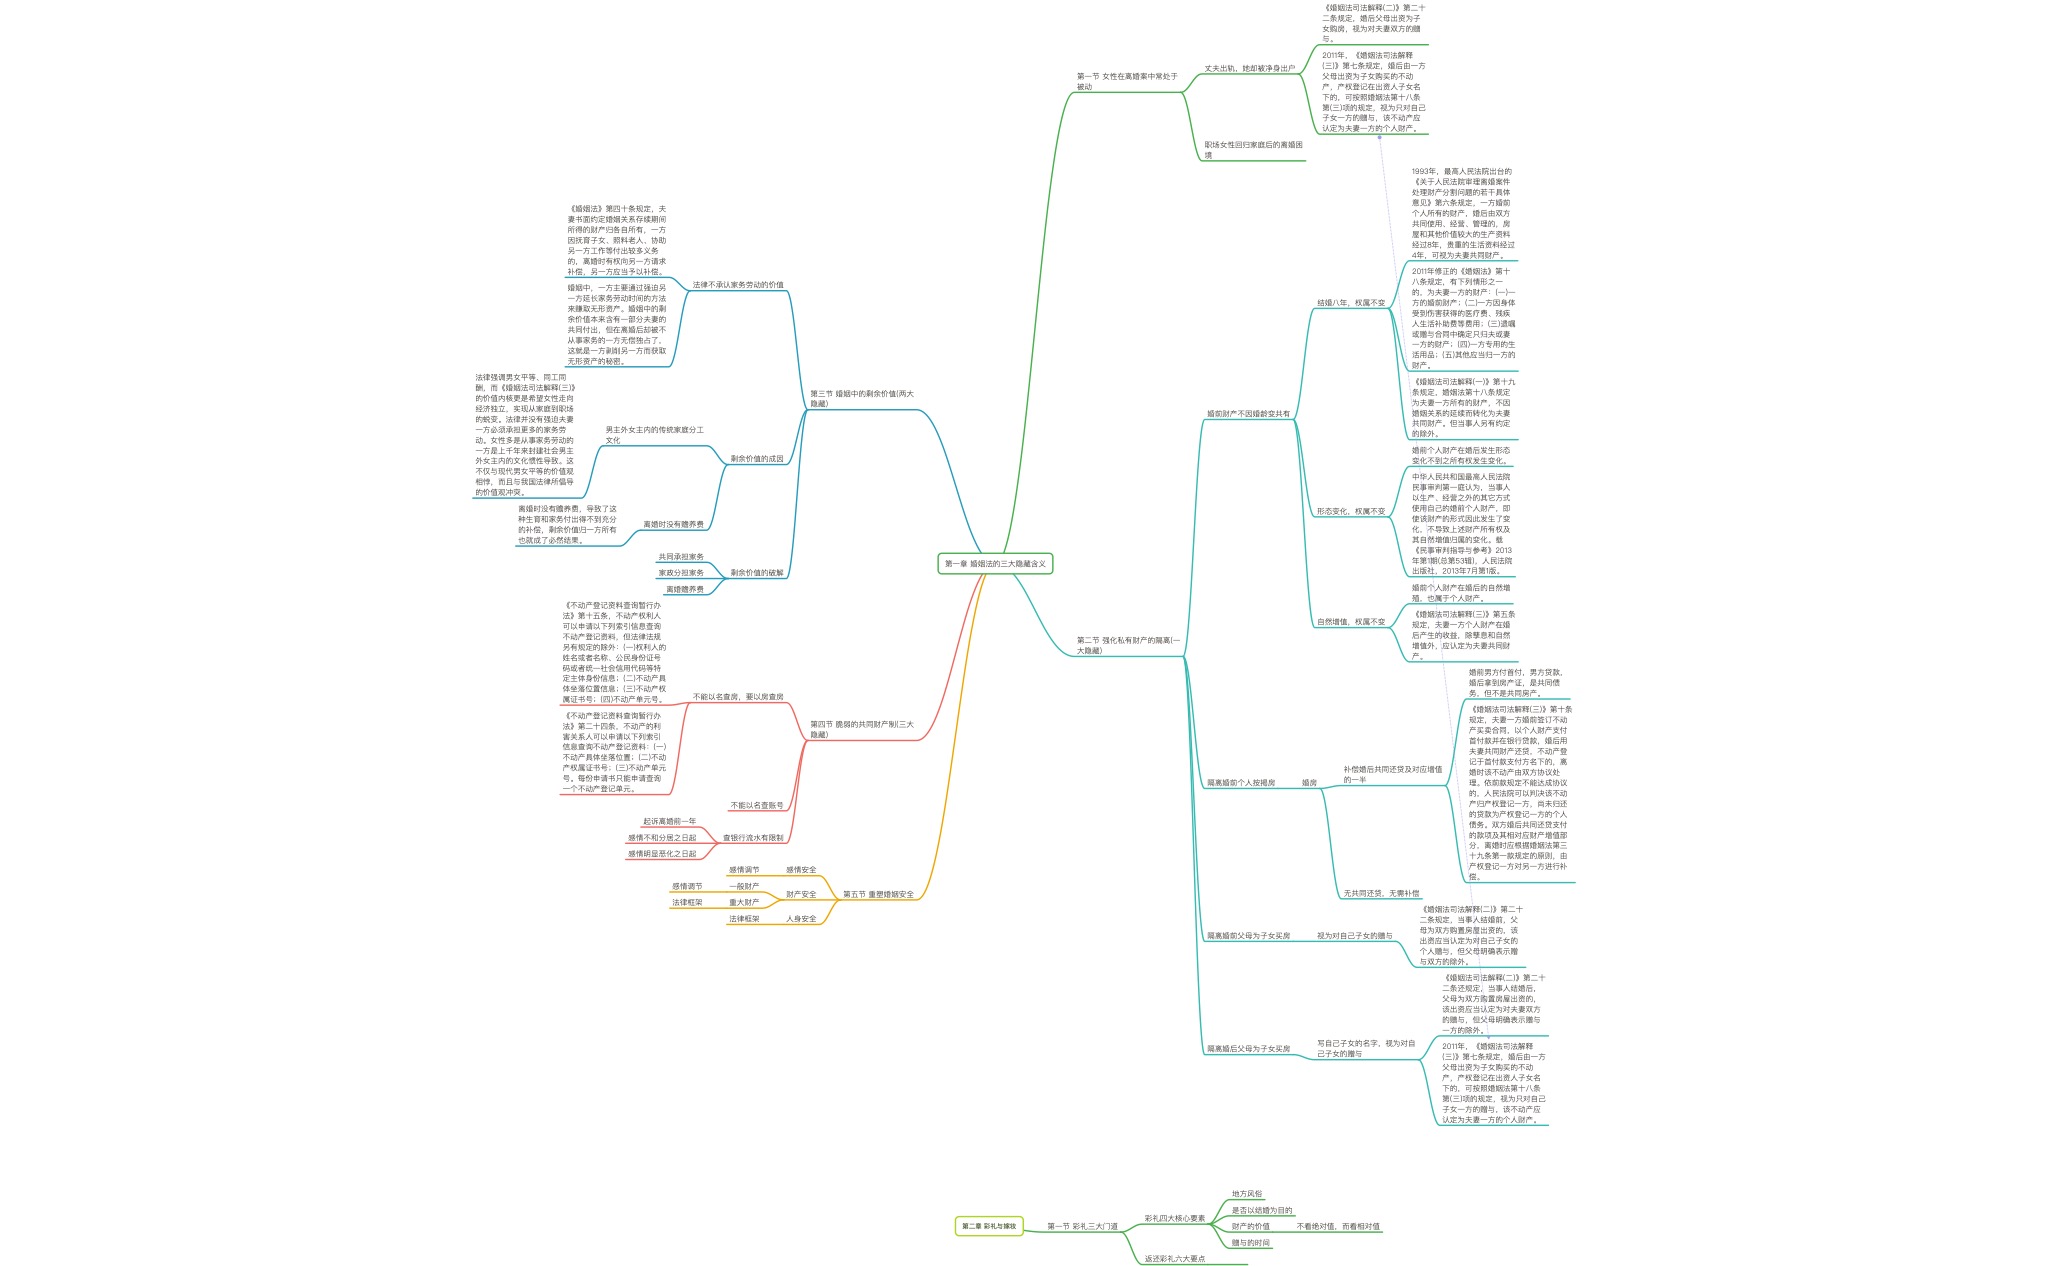 第一章 婚姻法的三大隐藏含义
第一节 女性在离婚案中常处于
被动
丈夫出轨，她却被净身出户
《婚姻法司法解释(二)》第二十
二条规定，婚后父母出资为子
女购房，视为对夫妻双方的赠
与。
2011年，《婚姻法司法解释
(三)》第七条规定，婚后由一方
父母出资为子女购买的不动
产，产权登记在出资人子女名
下的，可按照婚姻法第十八条
第(三)项的规定，视为只对自己
子女一方的赠与，该不动产应
认定为夫妻一方的个人财产。
职场女性回归家庭后的离婚困
境
第二节 强化私有财产的隔离(一
大隐藏)
婚前财产不因婚龄变共有
结婚八年，权属不变
1993年，最高人民法院出台的
《关于人民法院审理离婚案件
处理财产分割问题的若干具体
意见》第六条规定，一方婚前
个人所有的财产，婚后由双方
共同使用、经营、管理的，房
屋和其他价值较大的生产资料
经过8年，贵重的生活资料经过
4年，可视为夫妻共同财产。
2011年修正的《婚姻法》第十
八条规定，有下列情形之一
的，为夫妻一方的财产：(一)一
方的婚前财产；(二)一方因身体
受到伤害获得的医疗费、残疾
人生活补助费等费用；(三)遗嘱
或赠与合同中确定只归夫或妻
一方的财产；(四)一方专用的生
活用品；(五)其他应当归一方的
财产。
《婚姻法司法解释(一)》第十九
条规定，婚姻法第十八条规定
为夫妻一方所有的财产，不因
婚姻关系的延续而转化为夫妻
共同财产。但当事人另有约定
的除外。
形态变化，权属不变
婚前个人财产在婚后发生形态
变化不到之所有权发生变化。
中华人民共和国最高人民法院
民事审判第一庭认为，当事人
以生产、经营之外的其它方式
使用自己的婚前个人财产，即
使该财产的形式因此发生了变
化，不导致上述财产所有权及
其自然增值归属的变化。载
《民事审判指导与参考》2013
年第1期(总第53辑)，人民法院
出版社，2013年7月第1版。
自然增值，权属不变
婚前个人财产在婚后的自然增
殖，也属于个人财产。
《婚姻法司法解释(三)》第五条
规定，夫妻一方个人财产在婚
后产生的收益，除孳息和自然
增值外，应认定为夫妻共同财
产。
隔离婚前个人按揭房
婚房
补偿婚后共同还贷及对应增值
的一半
婚前男方付首付，男方贷款，
婚后拿到房产证，是共同债
务，但不是共同房产。
《婚姻法司法解释(三)》第十条
规定，夫妻一方婚前签订不动
产买卖合同，以个人财产支付
首付款并在银行贷款，婚后用
夫妻共同财产还贷，不动产登
记于首付款支付方名下的，离
婚时该不动产由双方协议处
理。依前款规定不能达成协议
的，人民法院可以判决该不动
产归产权登记一方，尚未归还
的贷款为产权登记一方的个人
债务。双方婚后共同还贷支付
的款项及其相对应财产增值部
分，离婚时应根据婚姻法第三
十九条第一款规定的原则，由
产权登记一方对另一方进行补
偿。
无共同还贷，无需补偿
隔离婚前父母为子女买房
视为对自己子女的赠与
《婚姻法司法解释(二)》第二十
二条规定，当事人结婚前，父
母为双方购置房屋出资的，该
出资应当认定为对自己子女的
个人赠与，但父母明确表示赠
与双方的除外。
隔离婚后父母为子女买房
写自己子女的名字，视为对自
己子女的赠与
《婚姻法司法解释(二)》第二十
二条还规定，当事人结婚后，
父母为双方购置房屋出资的，
该出资应当认定为对夫妻双方
的赠与，但父母明确表示赠与
一方的除外。
2011年，《婚姻法司法解释
(三)》第七条规定，婚后由一方
父母出资为子女购买的不动
产，产权登记在出资人子女名
下的，可按照婚姻法第十八条
第(三)项的规定，视为只对自己
子女一方的赠与，该不动产应
认定为夫妻一方的个人财产。
第三节 婚姻中的剩余价值(两大
隐藏)
法律不承认家务劳动的价值
《婚姻法》第四十条规定，夫
妻书面约定婚姻关系存续期间
所得的财产归各自所有，一方
因抚育子女、照料老人、协助
另一方工作等付出较多义务
的，离婚时有权向另一方请求
补偿，另一方应当予以补偿。
婚姻中，一方主要通过强迫另
一方延长家务劳动时间的方法
来赚取无形资产。婚姻中的剩
余价值本来含有一部分夫妻的
共同付出，但在离婚后却被不
从事家务的一方无偿独占了，
这就是一方剥削另一方而获取
无形资产的秘密。
剩余价值的成因
男主外女主内的传统家庭分工
文化
法律强调男女平等、同工同
酬，而《婚姻法司法解释(三)》
的价值内核更是希望女性走向
经济独立，实现从家庭到职场
的蜕变。法律并没有强迫夫妻
一方必须承担更多的家务劳
动。女性多是从事家务劳动的
一方是上千年来封建社会男主
外女主内的文化惯性导致。这
不仅与现代男女平等的价值观
相悖，而且与我国法律所倡导
的价值观冲突。
离婚时没有赡养费
离婚时没有赡养费，导致了这
种生育和家务付出得不到充分
的补偿，剩余价值归一方所有
也就成了必然结果。
剩余价值的破解
共同承担家务
家政分担家务
离婚赡养费
第四节 脆弱的共同财产制(三大
隐藏)
不能以名查房，要以房查房
《不动产登记资料查询暂行办
法》第十五条，不动产权利人
可以申请以下列索引信息查询
不动产登记资料，但法律法规
另有规定的除外：(一)权利人的
姓名或者名称、公民身份证号
码或者统一社会信用代码等特
定主体身份信息；(二)不动产具
体坐落位置信息；(三)不动产权
属证书号；(四)不动产单元号。
《不动产登记资料查询暂行办
法》第二十四条，不动产的利
害关系人可以申请以下列索引
信息查询不动产登记资料：(一)
不动产具体坐落位置；(二)不动
产权属证书号；(三)不动产单元
号。每份申请书只能申请查询
一个不动产登记单元。
不能以名查账号
查银行流水有限制
起诉离婚前一年
感情不和分居之日起
感情明显恶化之日起
第五节 重塑婚姻安全
感情安全
感情调节
财产安全
一般财产
感情调节
重大财产
法律框架
人身安全
法律框架
第二章 彩礼与嫁妆
第一节 彩礼三大门道
彩礼四大核心要素
地方风俗
是否以结婚为目的
财产的价值
不看绝对值，而看相对值
赠与的时间
返还彩礼六大要点